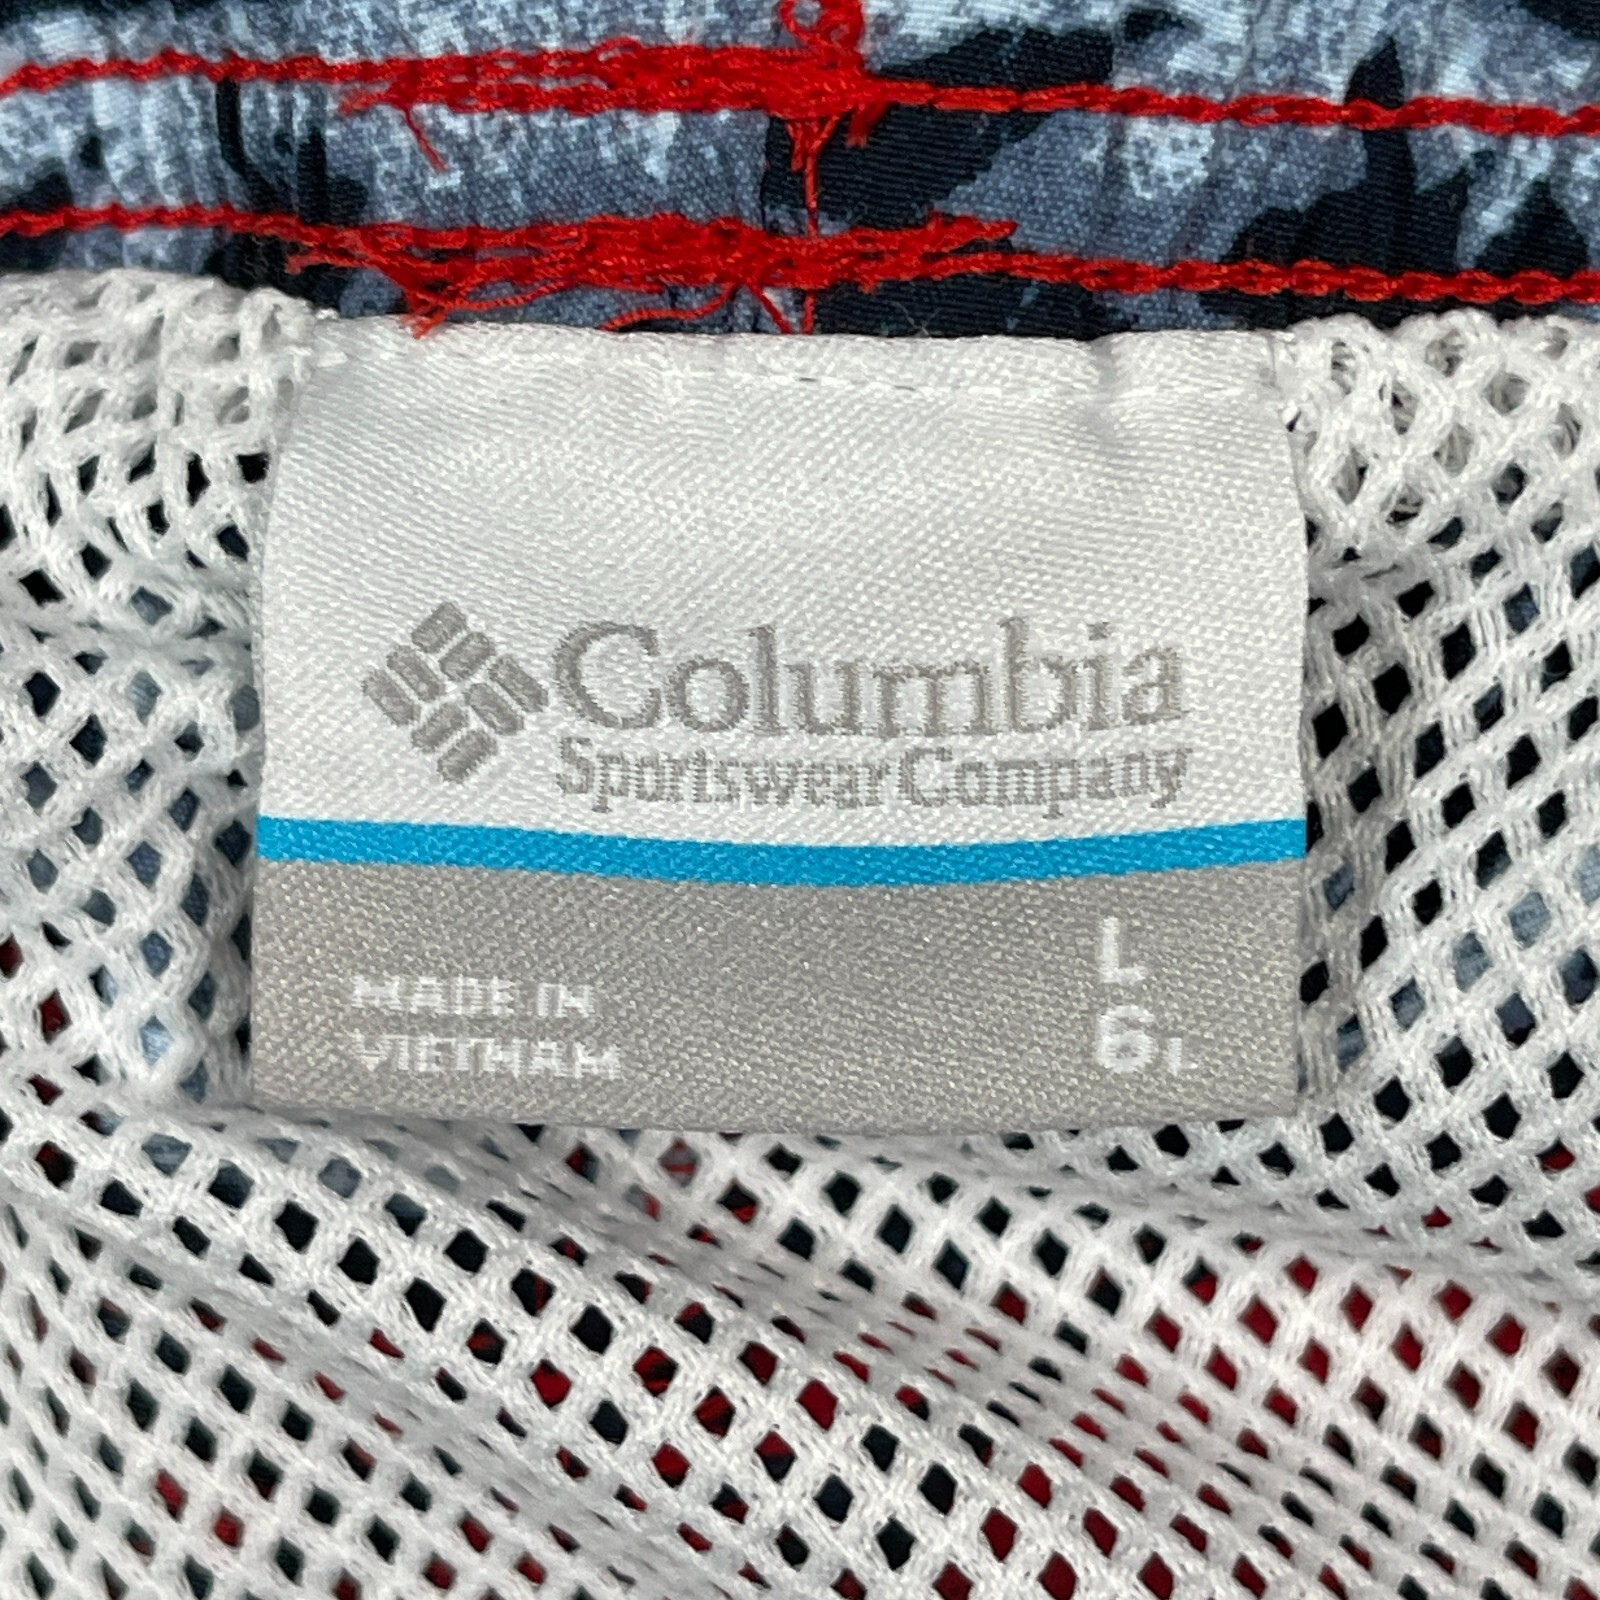 Columbia
Sportswear Company
MADE IN
VIETNAM
L
6L